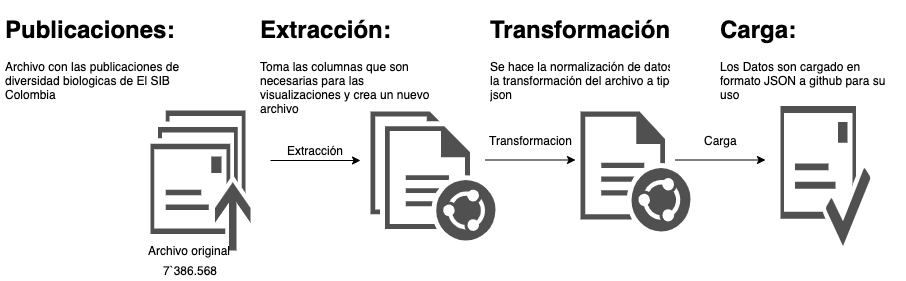 Publicaciones:
Archivo con las publicaciones de
diversidad biologicas de El SIB
Colombia
Extracción:
Toma las columnas que son
necesarias para las
visualizaciones y crea un nuevo
archivo
Transformación
Se hace la normalización de datos
la transformación del archivo a tip
json
Carga:
Los Datos son cargado en
formato JSON a github para su
uso
Extracción
Transformacion
Carga
Archivo original
7`386.568